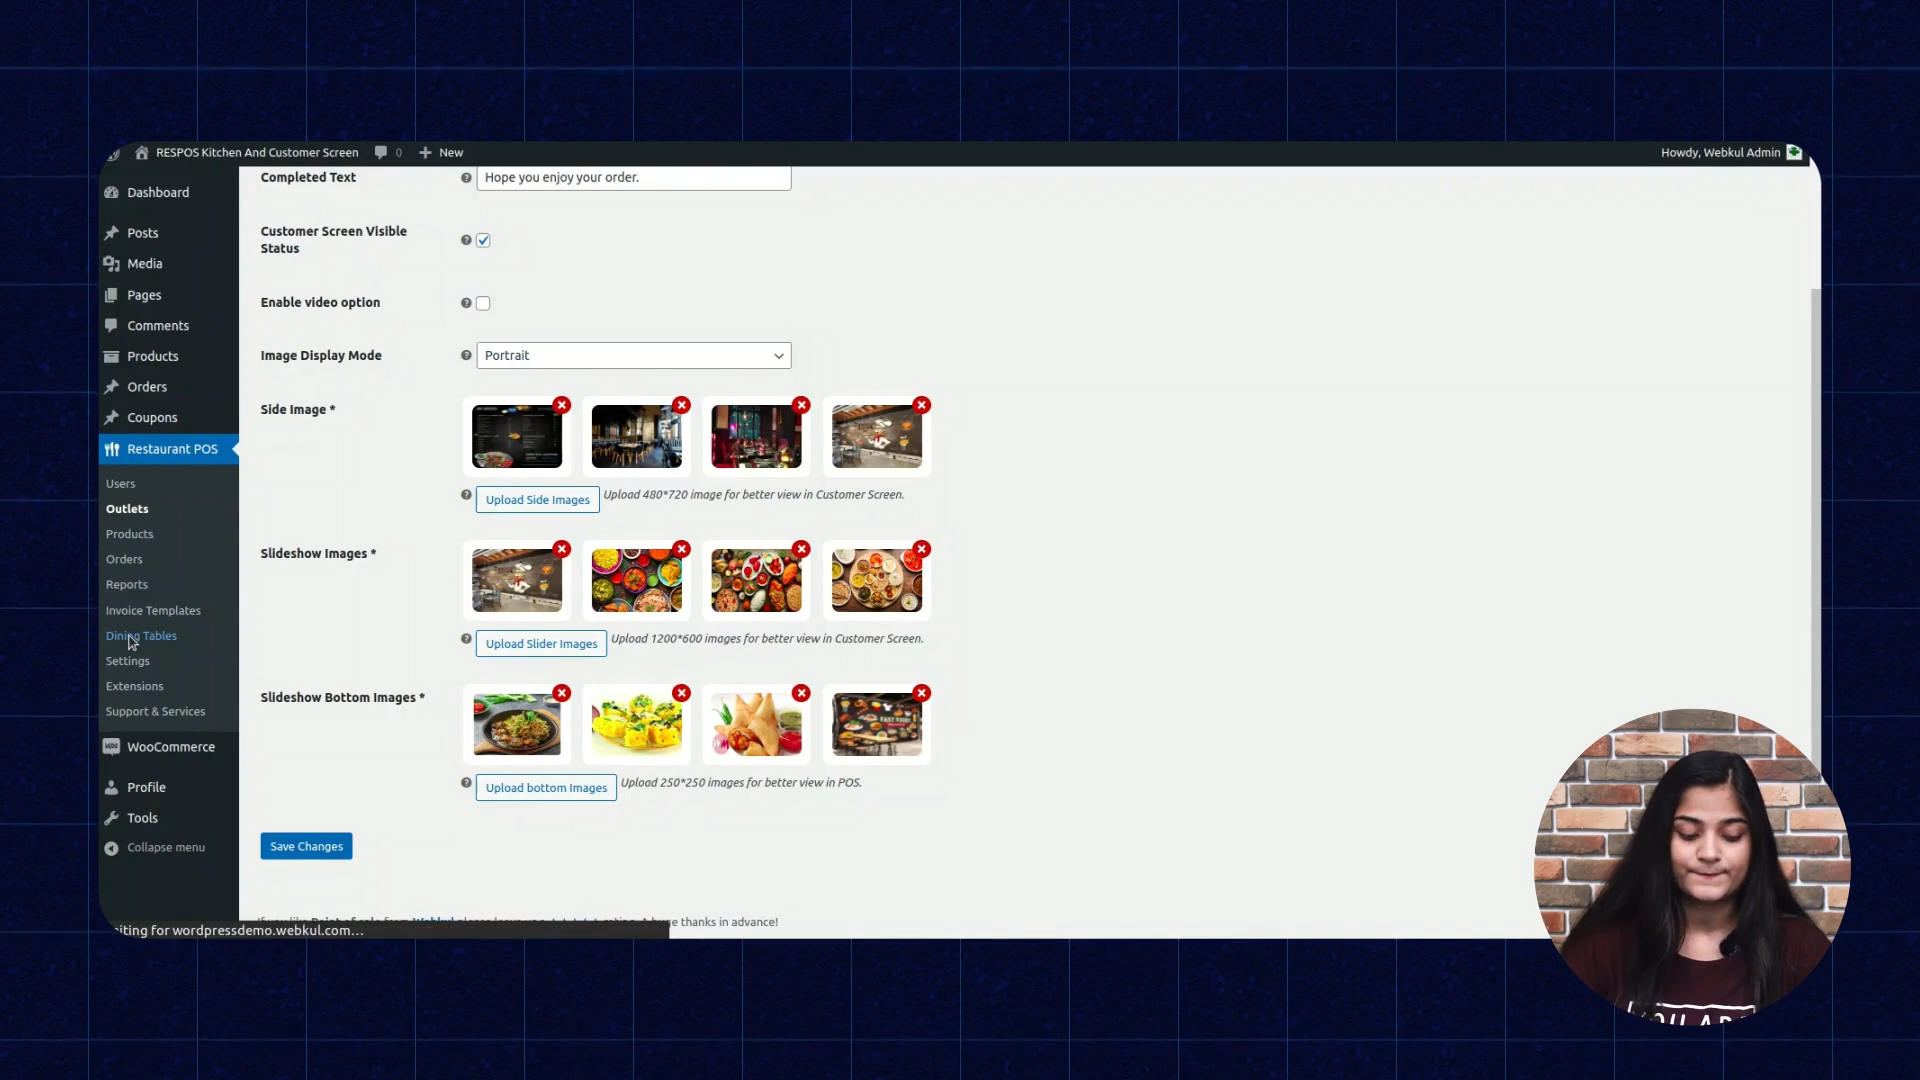 RESPOS Kitchen And Customer Screen 0 New
Howdy, Webkul Admin
Dashboard
Posts
Media
Pages
Comments
Products
Orders
Coupons
Restaurant POS
Users
Outlets
Products
Orders
Reports
Invoice Templates
Dining Tables
Settings
Extensions
Support & Services
WooCommerce
Profile
Tools
Collapse menu
Completed Text
Hope you enjoy your order.
Customer Screen Visible
Status
Enable video option
Image Display Mode
Portrait
Side Image *
Upload Side Images
Upload 480*720 image for better view in Customer Screen.
Slideshow Images *
Upload Slider Images
Upload 1200*600 images for better view in Customer Screen.
Slideshow Bottom Images *
Upload bottom Images
Upload 250*250 images for better view in POS.
Save Changes
thanks in advance!
for wordpressdemo.webkul.com...